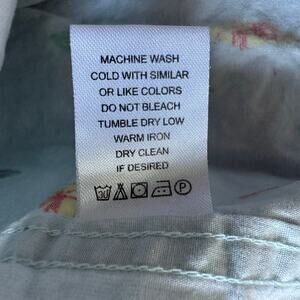 MACHINE WASH
COLD WITH SIMILAR
OR LIKE COLORS
DO NOT BLEACH
TUMBLE DRY LOW
WARM IRON
DRY CLEAN
IF DESIRED
30 P